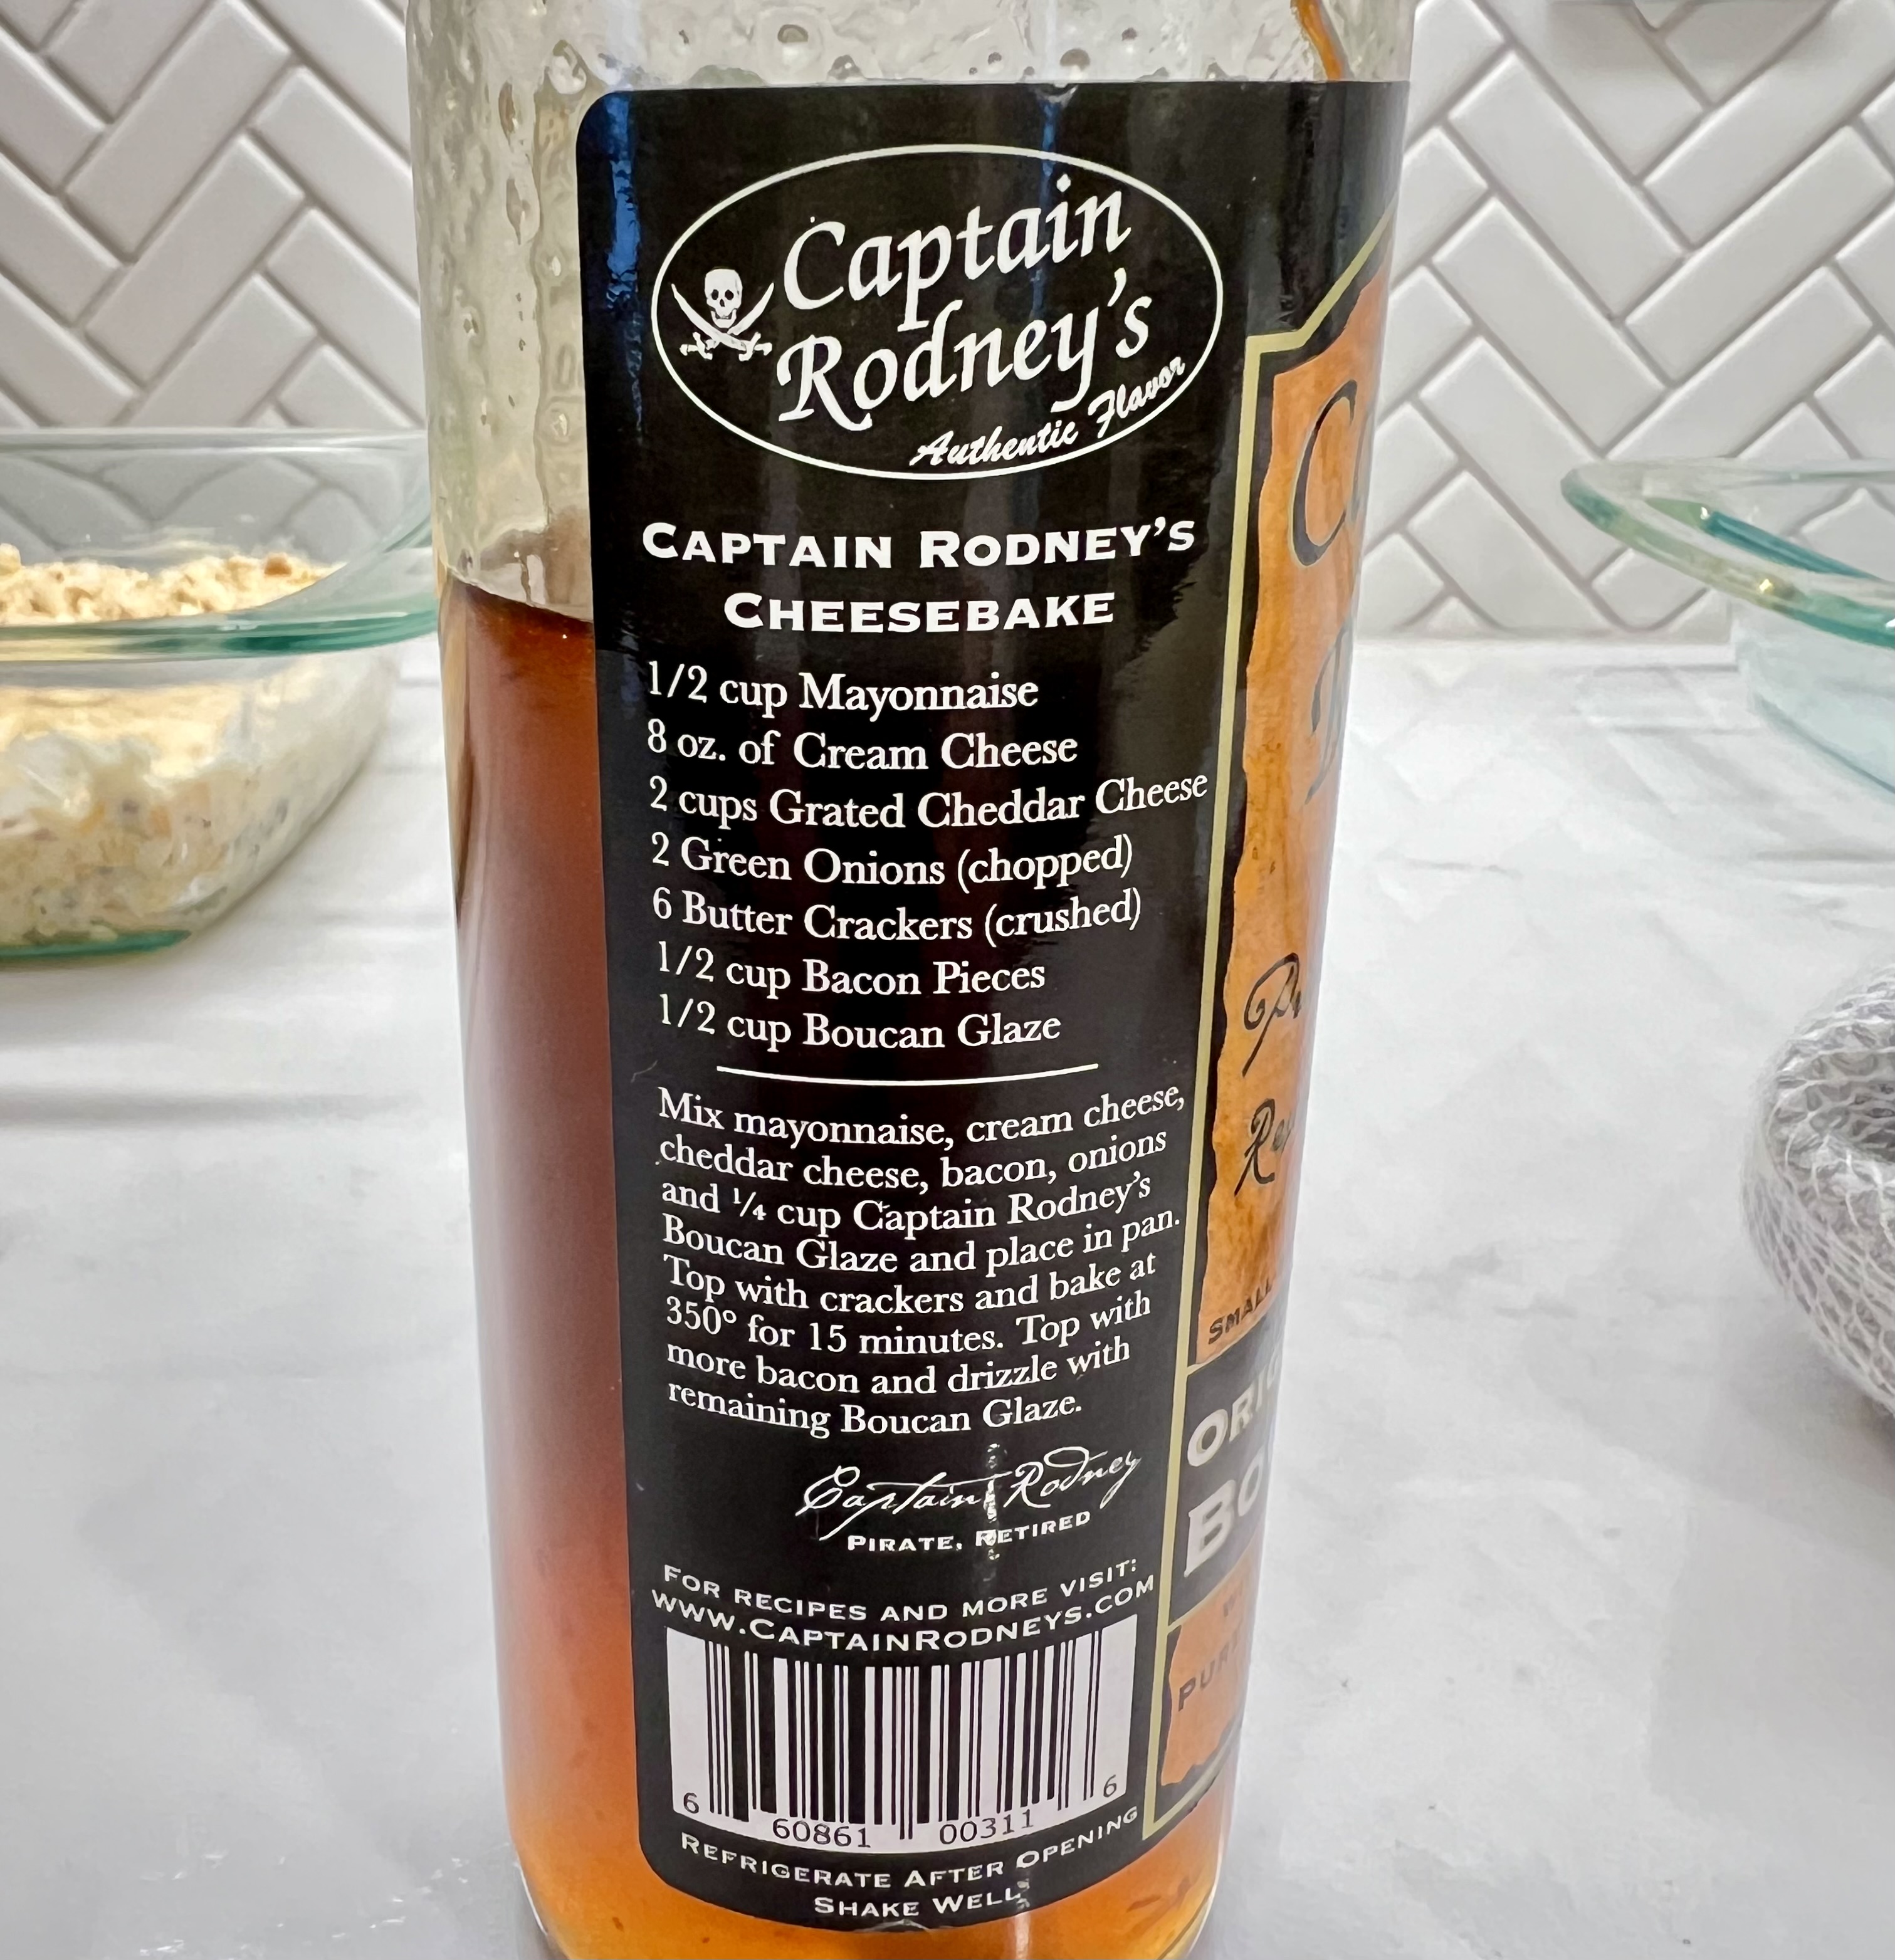 Captain
Rodney's
Authentic Flavor
CAPTAIN RODNEY'S
CHEESEBAKE
1/2 cup Mayonnaise
8 oz. of Cream Cheese
2 cups Grated Cheddar Cheese
2 Green Onions (chopped)
6 Butter Crackers (crushed)
1/2 cup Bacon Pieces
1/2 cup Boucan Glaze
Mix mayonnaise, cream cheese,
cheddar cheese, bacon, onions
and ¼ cup Captain Rodney's
Boucan Glaze and place in pan.
Top with crackers and bake at
350° for 15 minutes. Top with
more bacon and drizzle with
remaining Boucan Glaze.
Captain Rodney
PIRATE, RETIRED
FOR RECIPES AND MORE VISIT:
WWW.CAPTAINRODNEYS.COM
6 60861 00311 6
REFRIGERATE AFTER OPENING
SHAKE WELL
SMALL